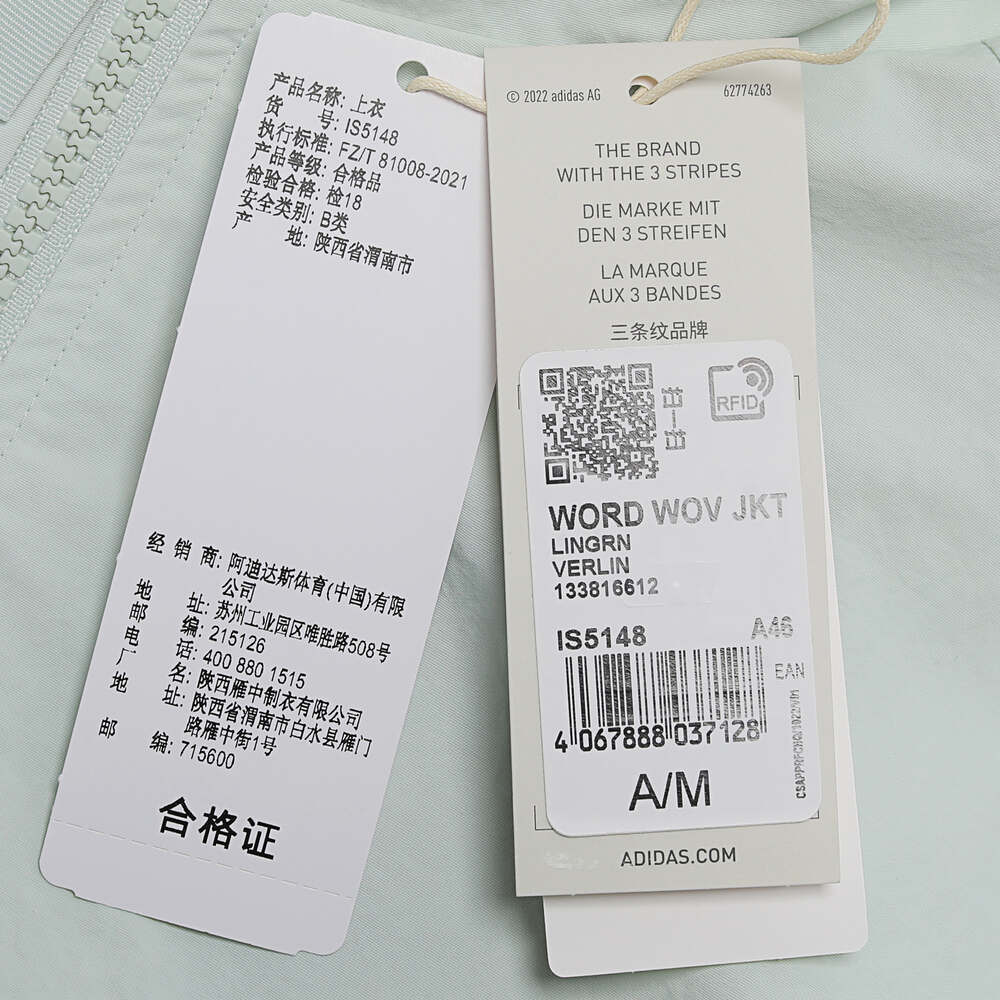 产品名称: 上衣
货 号: IS5148
执行标准: FZ/T 81008-2021
产品等级: 合格品
检验合格: 检18
安全类别: B类
产 地: 陕西省渭南市
经 销 商: 阿迪达斯体育(中国)有限
公司
地 址: 苏州工业园区唯胜路508号
邮 编: 215126
电 话: 400 880 1515
厂 名: 陕西雁中制衣有限公司
地 址: 陕西省渭南市白水县雁门
路雁中街1号
邮 编: 715600
合格证
© 2022 adidas AG
62774263
THE BRAND
WITH THE 3 STRIPES
DIE MARKE MIT
DEN 3 STREIFEN
LA MARQUE
AUX 3 BANDES
三条纹品牌
RFID
扫一扫
WORD WOV JKT
LINGRN
VERLIN
133816612
IS5148
A46
EAN
4 067888 037128
A/M
ADIDAS.COM